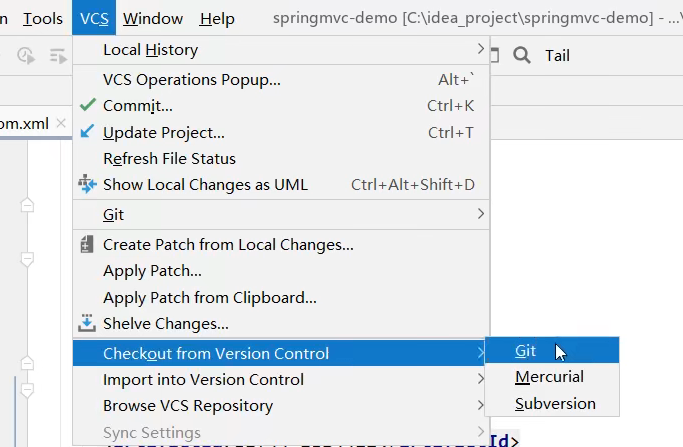 Tools VCS Window Help springmvc-demo [C:\idea_project\springmvc-demo] - ...\
Local History
Tail
VCS Operations Popup... Alt+`
Commit... Ctrl+K
om.xml
Update Project... Ctrl+T
Refresh File Status
Show Local Changes as UML Ctrl+Alt+Shift+D
Git
Create Patch from Local Changes...
Apply Patch...
Apply Patch from Clipboard...
Shelve Changes...
Checkout from Version Control
Git
Import into Version Control
Mercurial
Browse VCS Repository
Subversion
Sync Settings
Id>